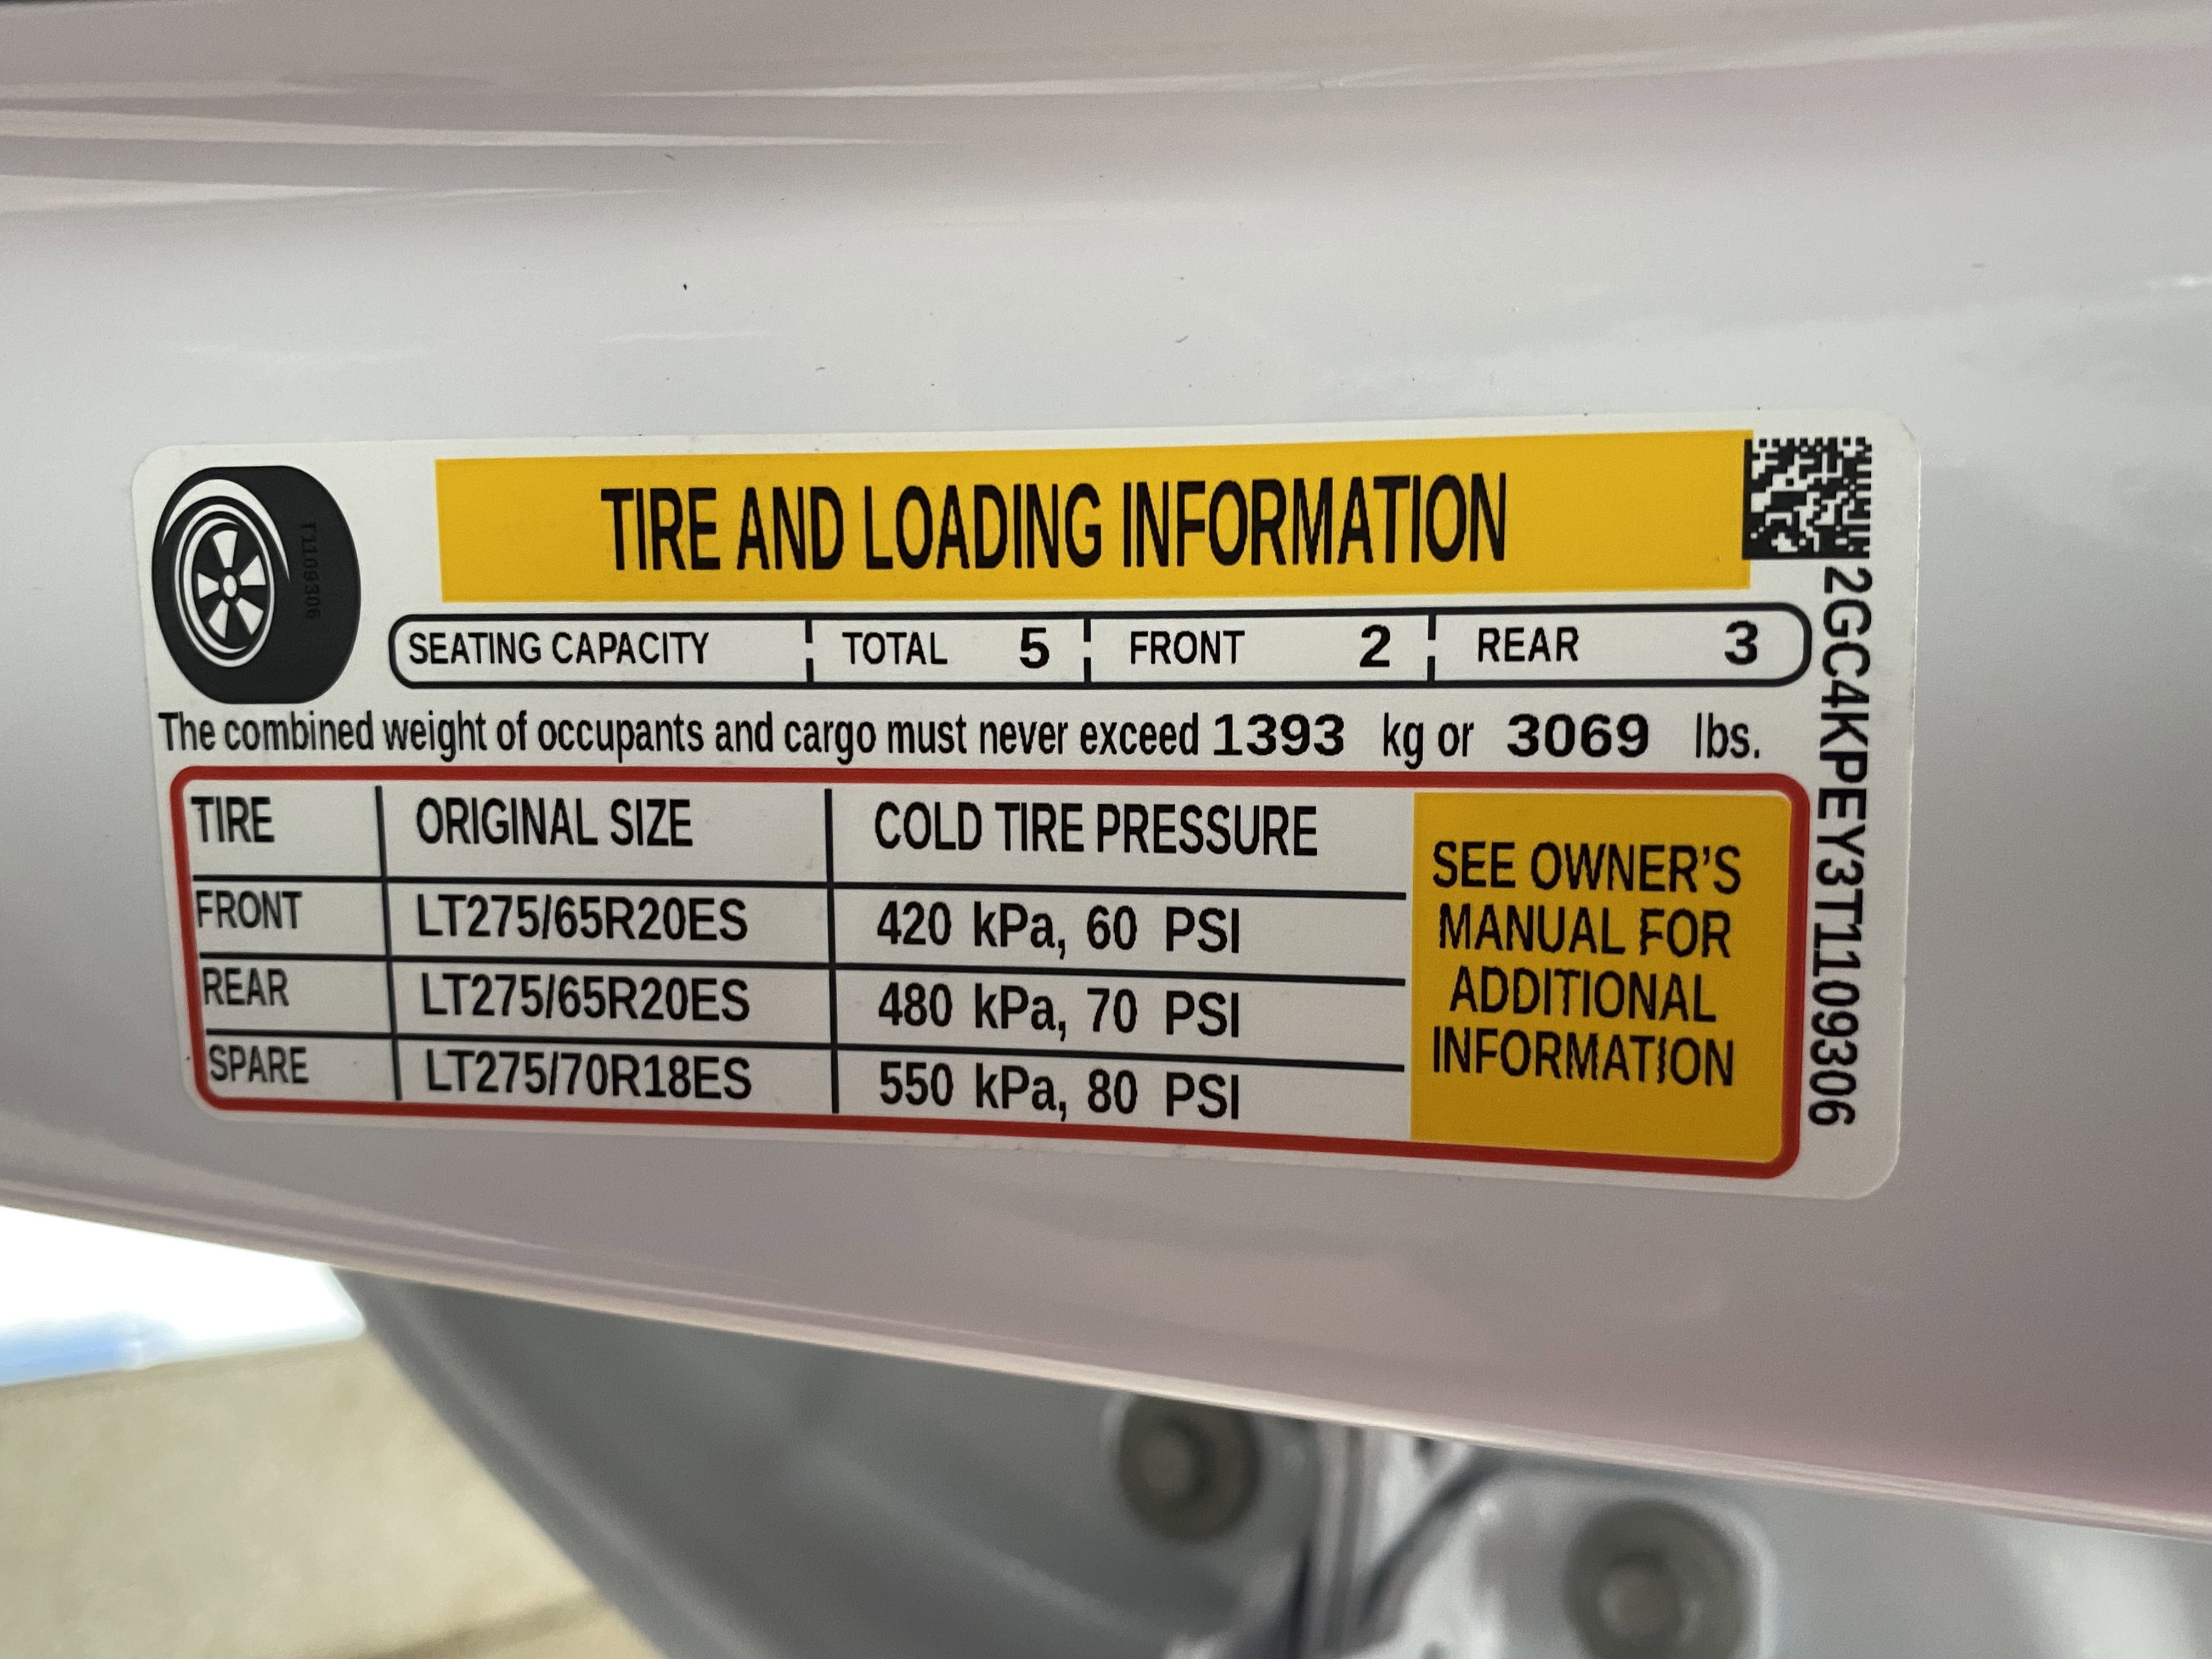 TIRE AND LOADING INFORMATION
T1109306
SEATING CAPACITY TOTAL 5 FRONT 2 REAR 3
The combined weight of occupants and cargo must never exceed 1393 kg or 3069 lbs.
TIRE ORIGINAL SIZE COLD TIRE PRESSURE
FRONT LT275/65R20ES 420 kPa, 60 PSI
REAR LT275/65R20ES 480 kPa, 70 PSI
SPARE LT275/70R18ES 550 kPa, 80 PSI
SEE OWNER’S
MANUAL FOR
ADDITIONAL
INFORMATION
2GC4KPEY3T1109306